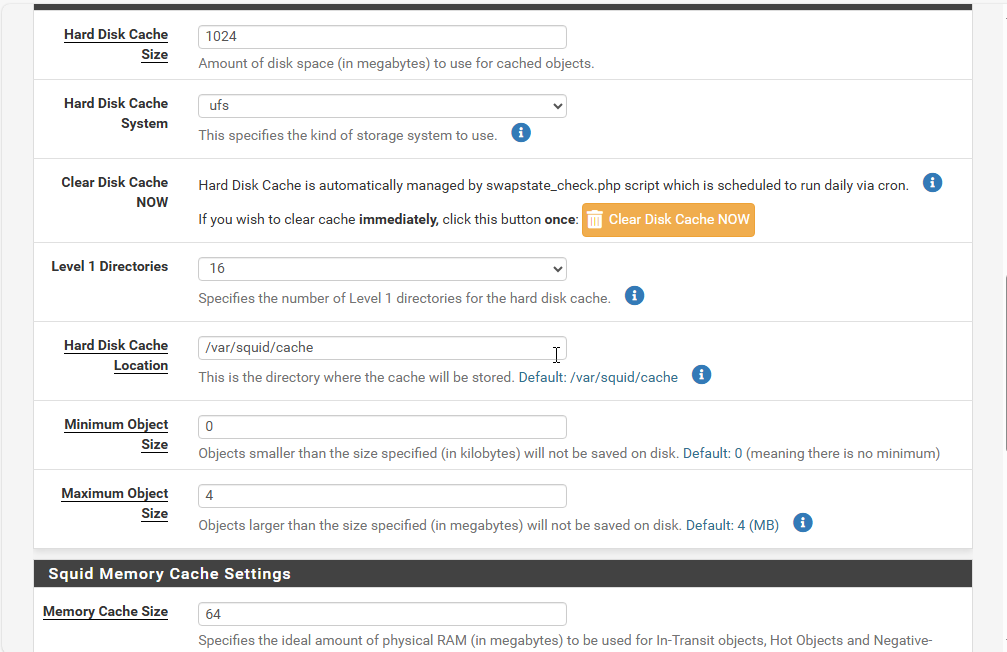 Hard Disk Cache
Size
1024
Amount of disk space (in megabytes) to use for cached objects.
Hard Disk Cache
System
ufs
This specifies the kind of storage system to use.
Clear Disk Cache
NOW
Hard Disk Cache is automatically managed by swapstate_check.php script which is scheduled to run daily via cron.
If you wish to clear cache immediately, click this button once: Clear Disk Cache NOW
Level 1 Directories
16
Specifies the number of Level 1 directories for the hard disk cache.
Hard Disk Cache
Location
/var/squid/cache
This is the directory where the cache will be stored. Default: /var/squid/cache
Minimum Object
Size
0
Objects smaller than the size specified (in kilobytes) will not be saved on disk. Default: 0 (meaning there is no minimum)
Maximum Object
Size
4
Objects larger than the size specified (in megabytes) will not be saved on disk. Default: 4 (MB)
Squid Memory Cache Settings
Memory Cache Size
64
Specifies the ideal amount of physical RAM (in megabytes) to be used for In-Transit objects, Hot Objects and Negative-